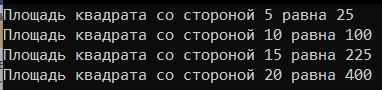 Площадь квадрата со стороной 5 равна 25
Площадь квадрата со стороной 10 равна 100
Площадь квадрата со стороной 15 равна 225
Площадь квадрата со стороной 20 равна 400